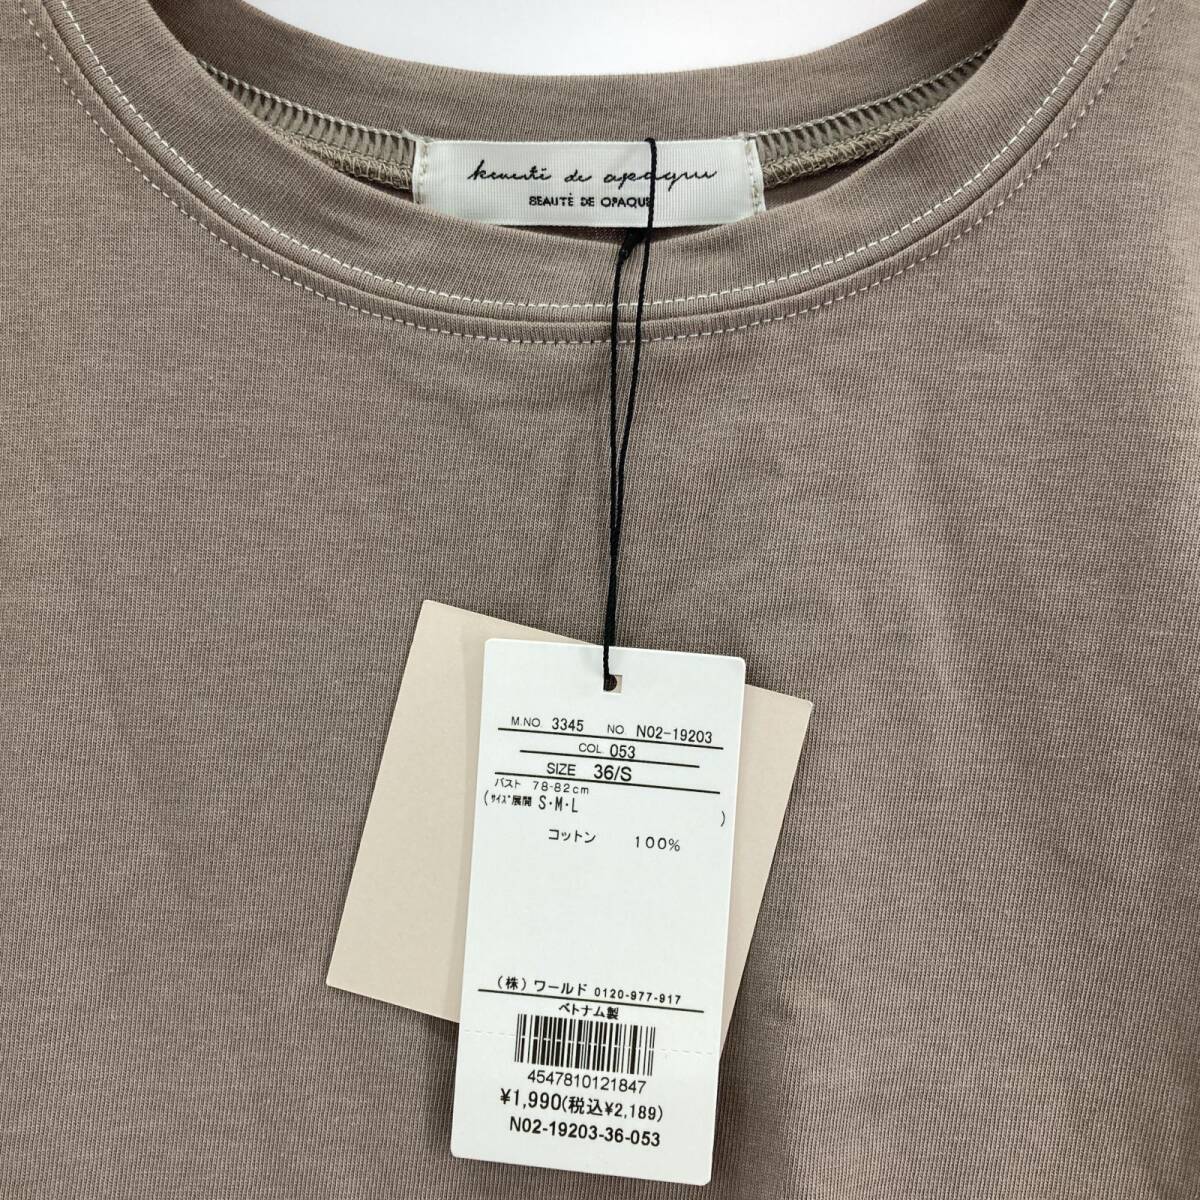 beauté de opaque
BEAUTÉ DE OPAQUE
M.NO. 3345 NO. N02-19203
COL. 053
SIZE 36/S
バスト 78-82cm
(ｻｲｽﾞ展開 S・M・L )
コットン 100%
(株)ワールド 0120-977-917
ベトナム製
4547810121847
¥1,990(税込¥2,189)
N02-19203-36-053